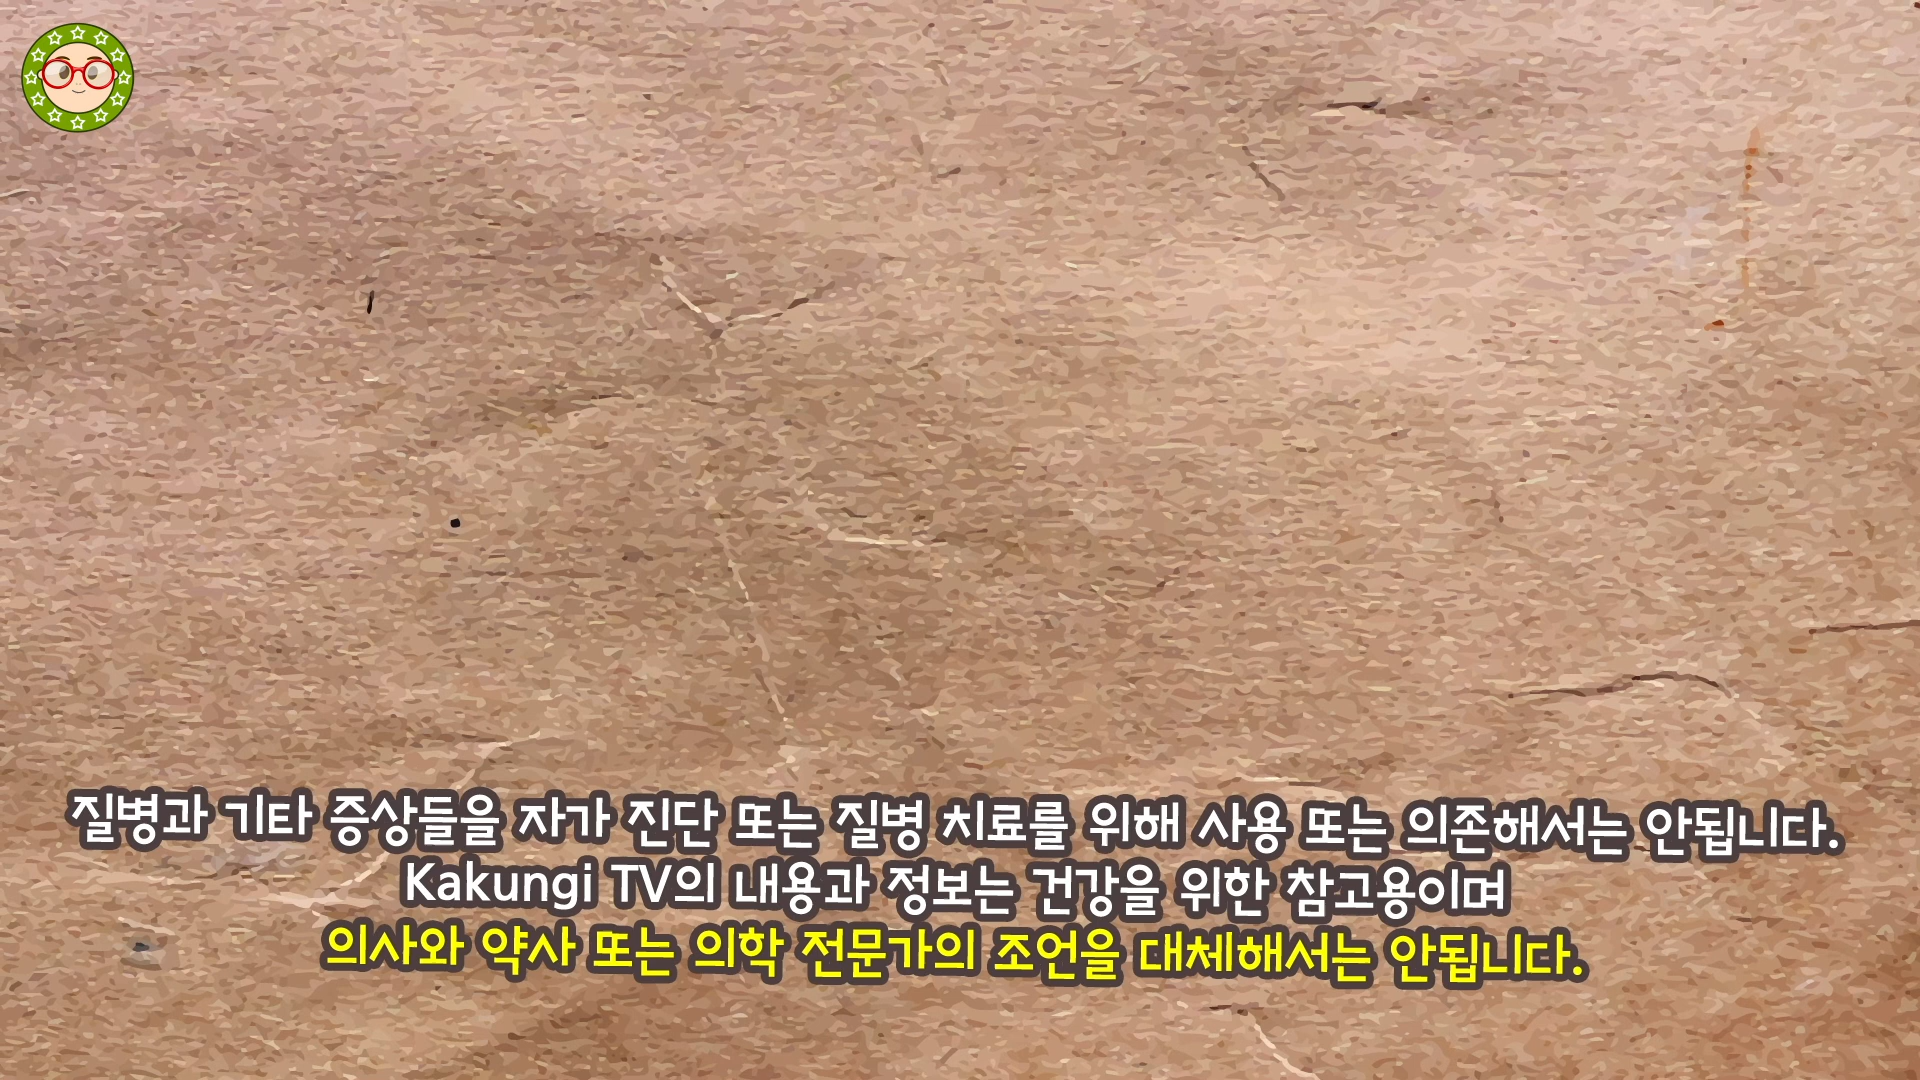 질병과 기타 증상들을 자가 진단 또는 질병 치료를 위해 사용 또는 의존해서는 안됩니다.
Kakungi TV의 내용과 정보는 건강을 위한 참고용이며
의사와 약사 또는 의학 전문가의 조언을 대체해서는 안됩니다.